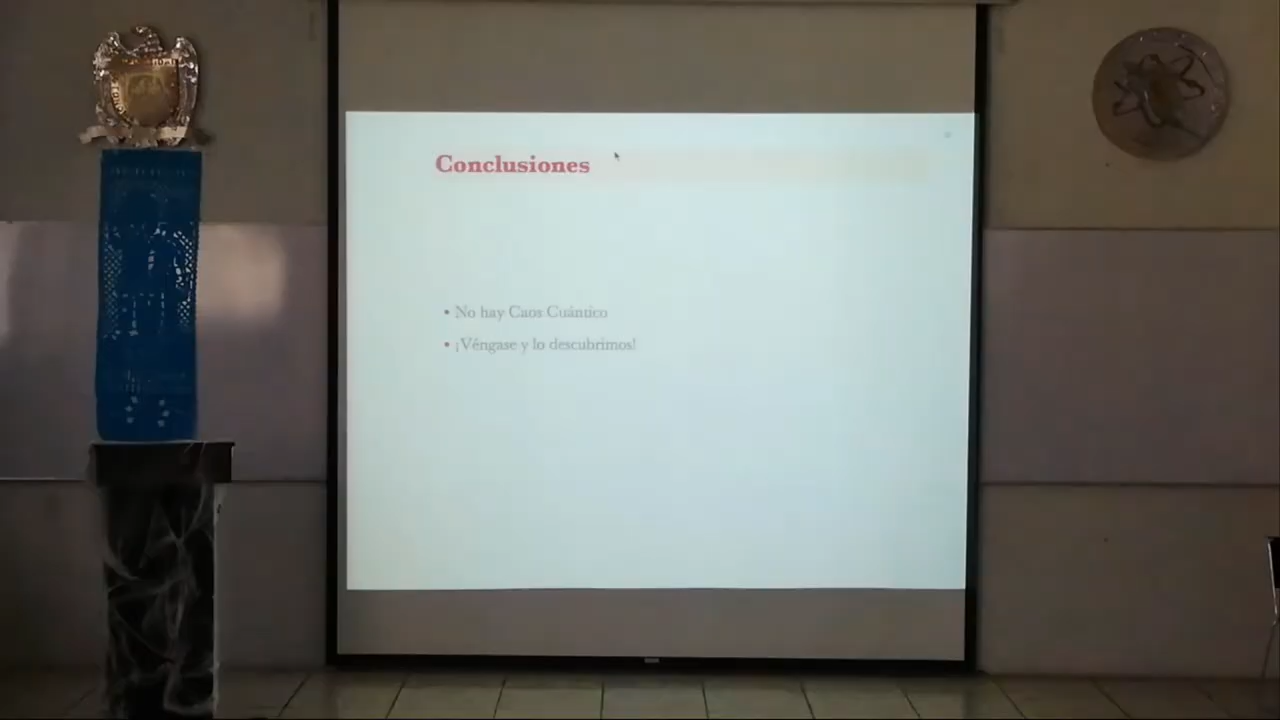 Conclusiones
• No hay Caos Cuántico
• ¡Véngase y lo descubrimos!